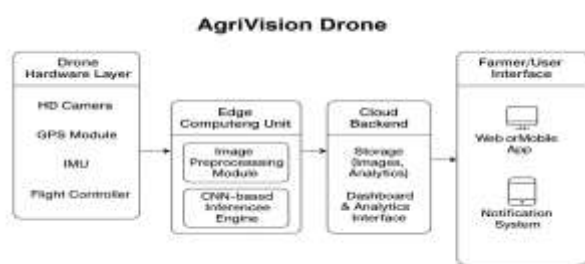 AgriVision Drone
Drone
Hardware Layer
HD Camera
GPS Module
IMU
Flight Controller
Edge
Computeng Unit
Image
Preprocessing
Module
CNN-based
Inferencee
Engine
Cloud
Backend
Storage
(Images,
Analytics)
Dashboard
& Analytics
Interface
Farmer/User
Interface
Web orMobile
App
Notification
System